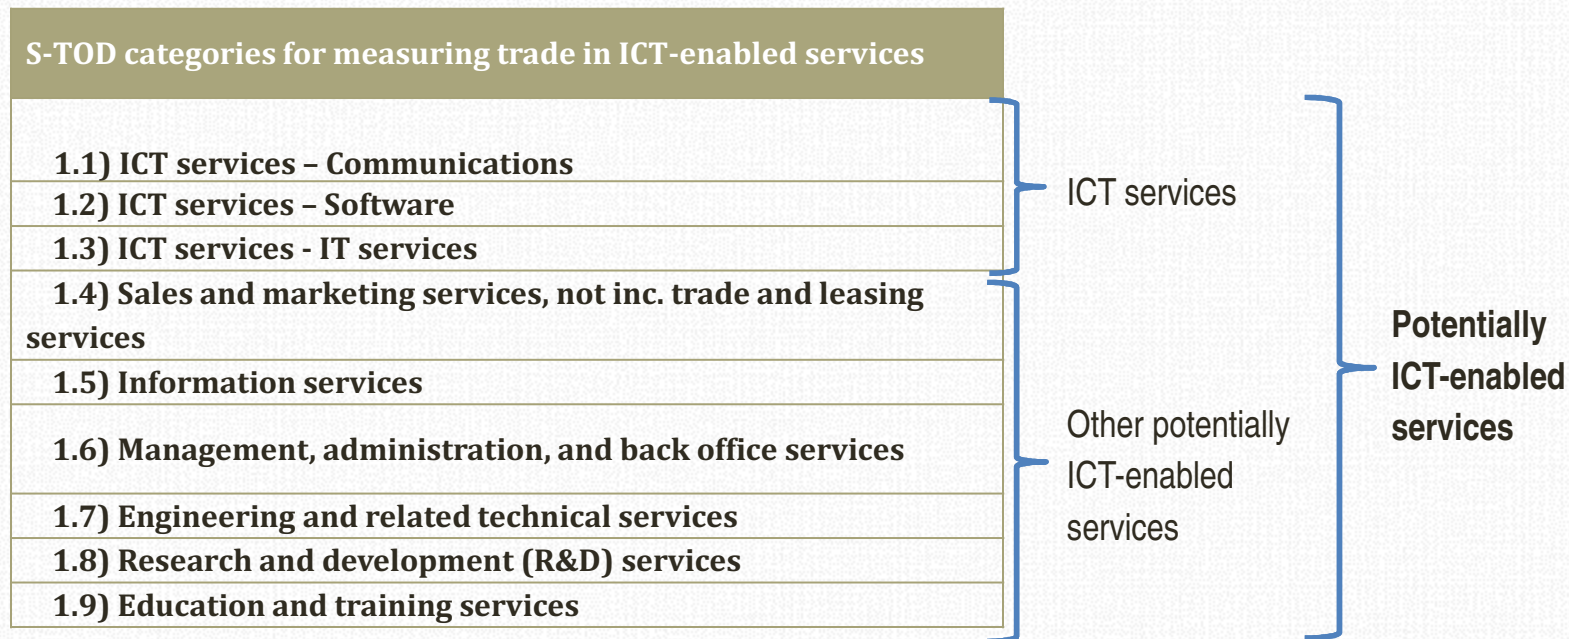 S-TOD categories for measuring trade in ICT-enabled services
1.1) ICT services – Communications
1.2) ICT services – Software
1.3) ICT services - IT services
1.4) Sales and marketing services, not inc. trade and leasing
services
1.5) Information services
1.6) Management, administration, and back office services
1.7) Engineering and related technical services
1.8) Research and development (R&D) services
1.9) Education and training services
ICT services
Other potentially
ICT-enabled
services
Potentially
ICT-enabled
services